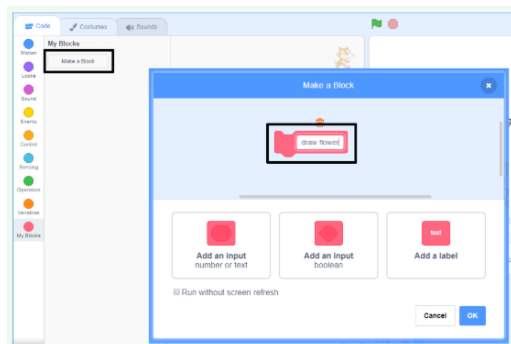 Code
Costumes
Sounds
My Blocks
Make a Block
Motion
Looks
Sound
Events
Control
Sensing
Operators
Variables
My Blocks
Make a Block
draw flower
Add an input
number or text
Add an input
boolean
text
Add a label
Run without screen refresh
Cancel
OK